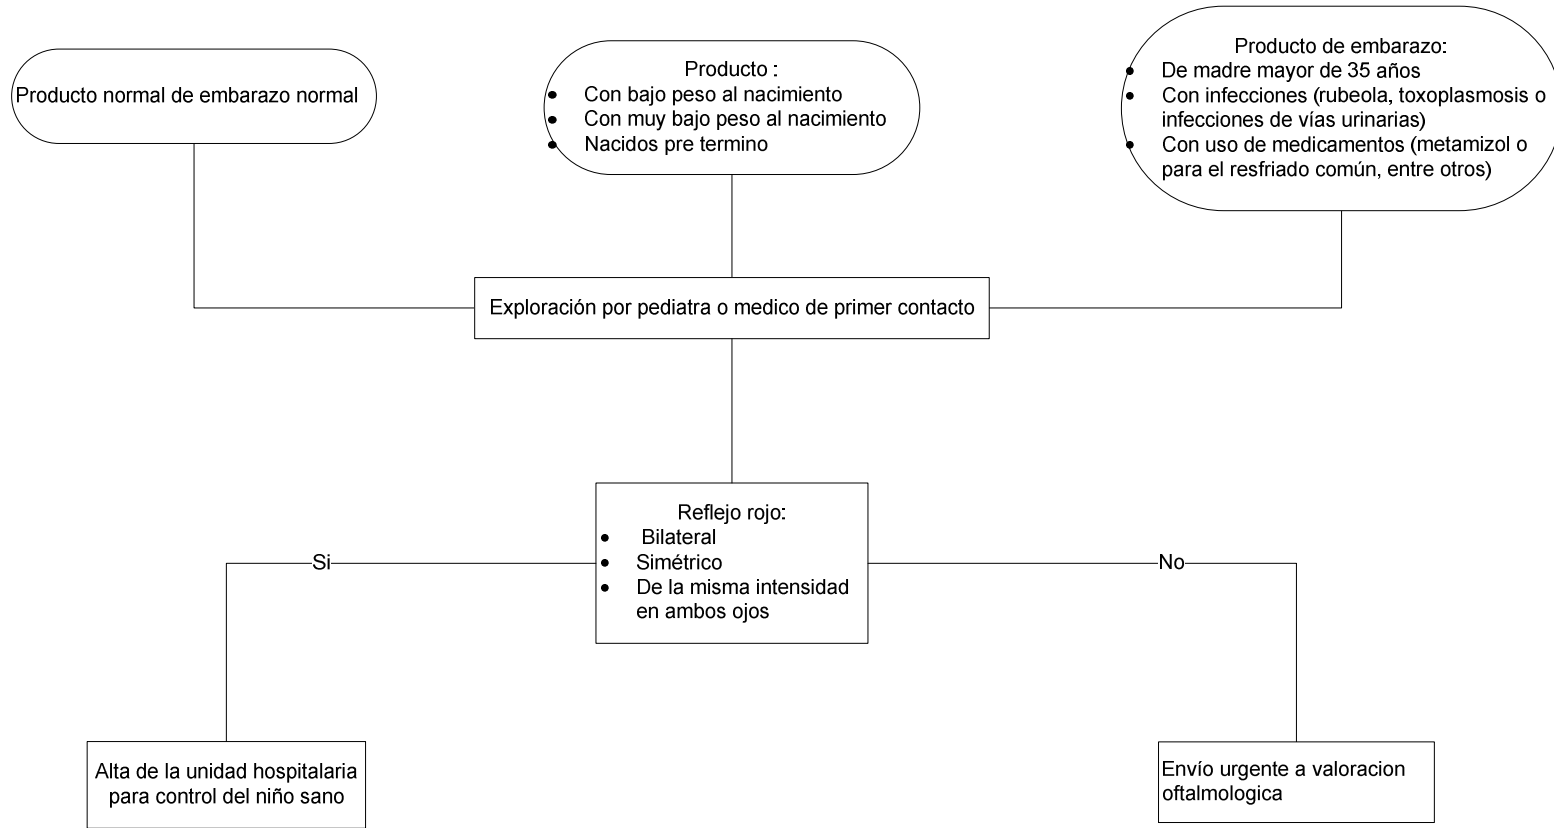 Producto normal de embarazo normal
Producto :
• Con bajo peso al nacimiento
• Con muy bajo peso al nacimiento
• Nacidos pre termino
Producto de embarazo:
• De madre mayor de 35 años
• Con infecciones (rubeola, toxoplasmosis o
infecciones de vías urinarias)
• Con uso de medicamentos (metamizol o
para el resfriado común, entre otros)
Exploración por pediatra o medico de primer contacto
Reflejo rojo:
• Bilateral
• Simétrico
• De la misma intensidad
en ambos ojos
Si
No
Alta de la unidad hospitalaria
para control del niño sano
Envío urgente a valoracion
oftalmologica